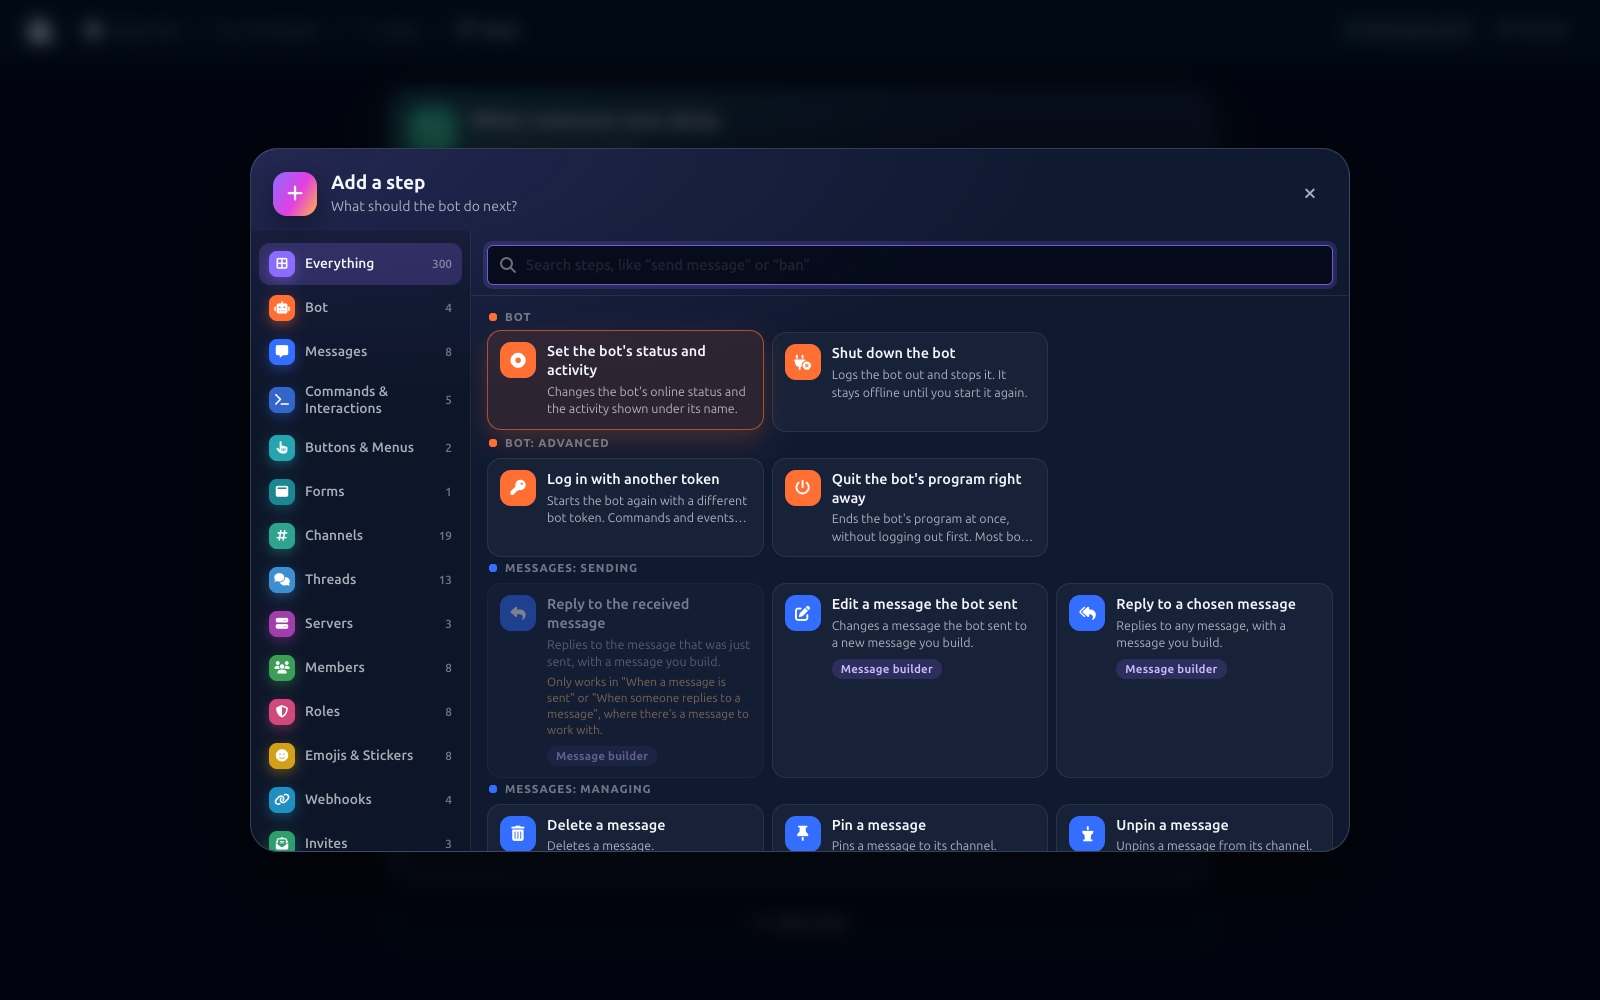 Add a step
What should the bot do next?
Everything 300
Bot 4
Messages 8
Commands &
Interactions 5
Buttons & Menus 2
Forms 1
Channels 19
Threads 13
Servers 3
Members 8
Roles 8
Emojis & Stickers 8
Webhooks 4
Invites 3
Search steps, like “send message” or “ban”
BOT
Set the bot's status and
activity
Changes the bot's online status and
the activity shown under its name.
Shut down the bot
Logs the bot out and stops it. It
stays offline until you start it again.
BOT: ADVANCED
Log in with another token
Starts the bot again with a different
bot token. Commands and events…
Quit the bot's program right
away
Ends the bot's program at once,
without logging out first. Most bo…
MESSAGES: SENDING
Reply to the received
message
Replies to the message that was just
sent, with a message you build.
Only works in "When a message is
sent" or "When someone replies to a
message", where there's a message to
work with.
Message builder
Edit a message the bot sent
Changes a message the bot sent to
a new message you build.
Message builder
Reply to a chosen message
Replies to any message, with a
message you build.
Message builder
MESSAGES: MANAGING
Delete a message
Deletes a message.
Pin a message
Pins a message to its channel.
Unpin a message
Unpins a message from its channel.